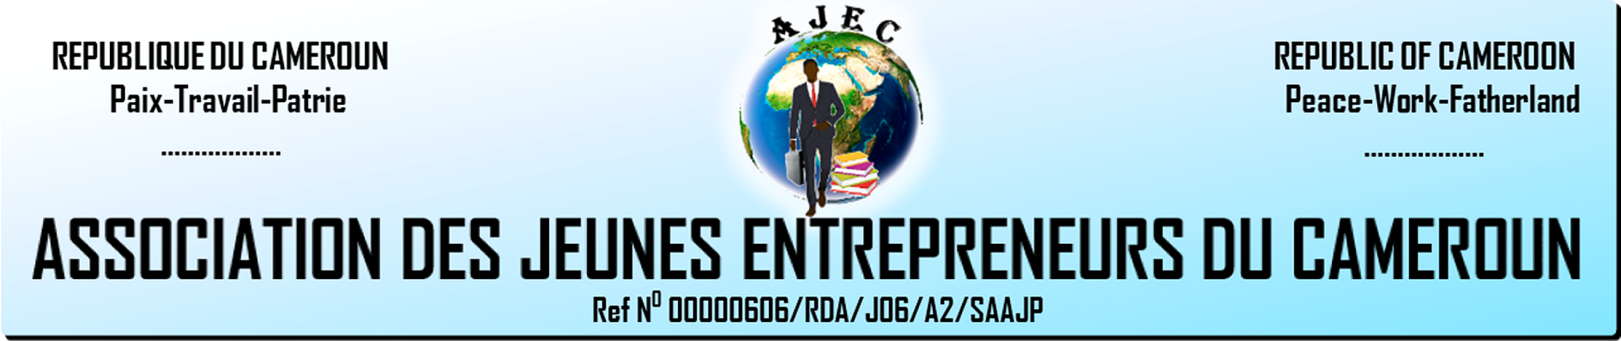 AJEC
REPUBLIQUE DU CAMEROUN
Paix-Travail-Patrie
..................
REPUBLIC OF CAMEROON
Peace-Work-Fatherland
..................
ASSOCIATION DES JEUNES ENTREPRENEURS DU CAMEROUN
Ref N⁰ 00000606/RDA/J06/A2/SAAJP